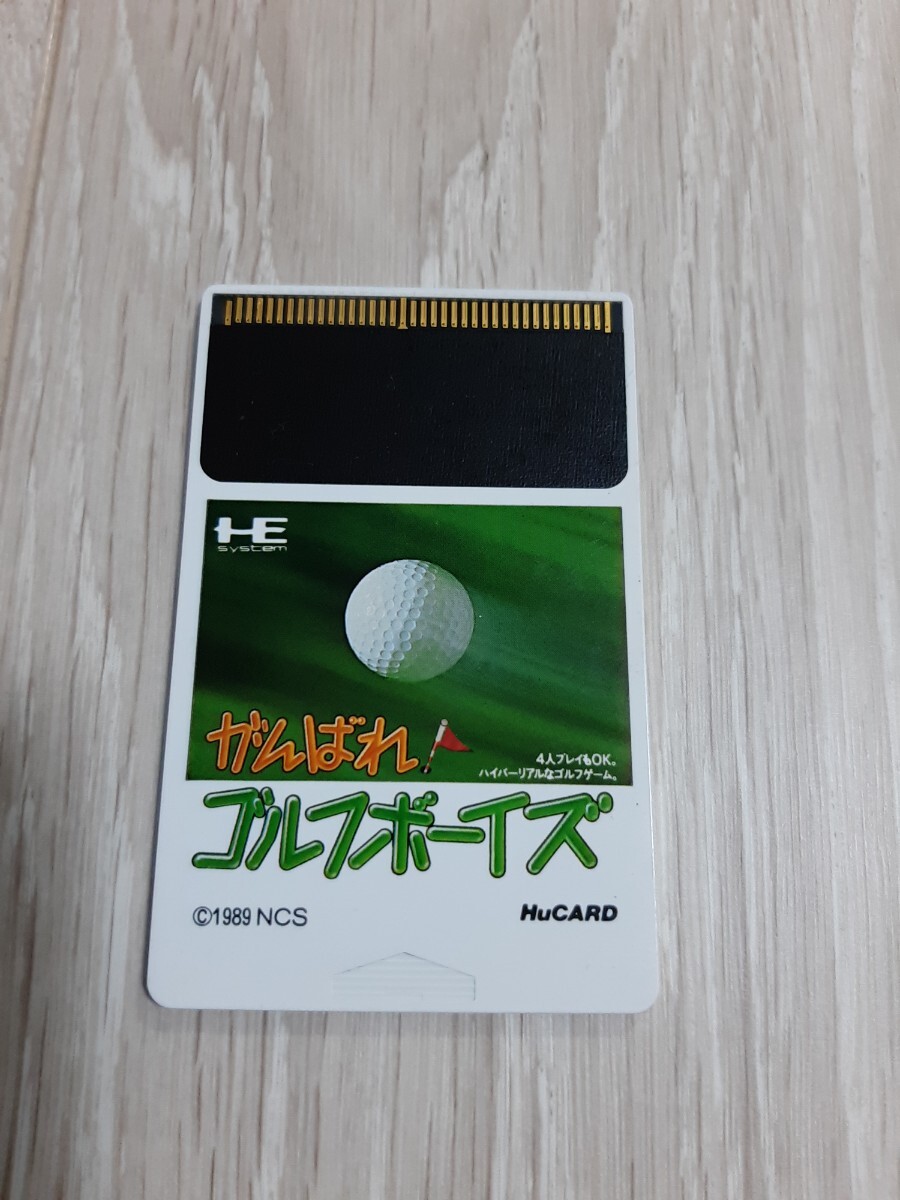 HE
system
がんばれ
4人プレイもOK。
ハイパーリアルなゴルフゲーム。
ゴルフボーイズ
©1989 NCS
HuCARD